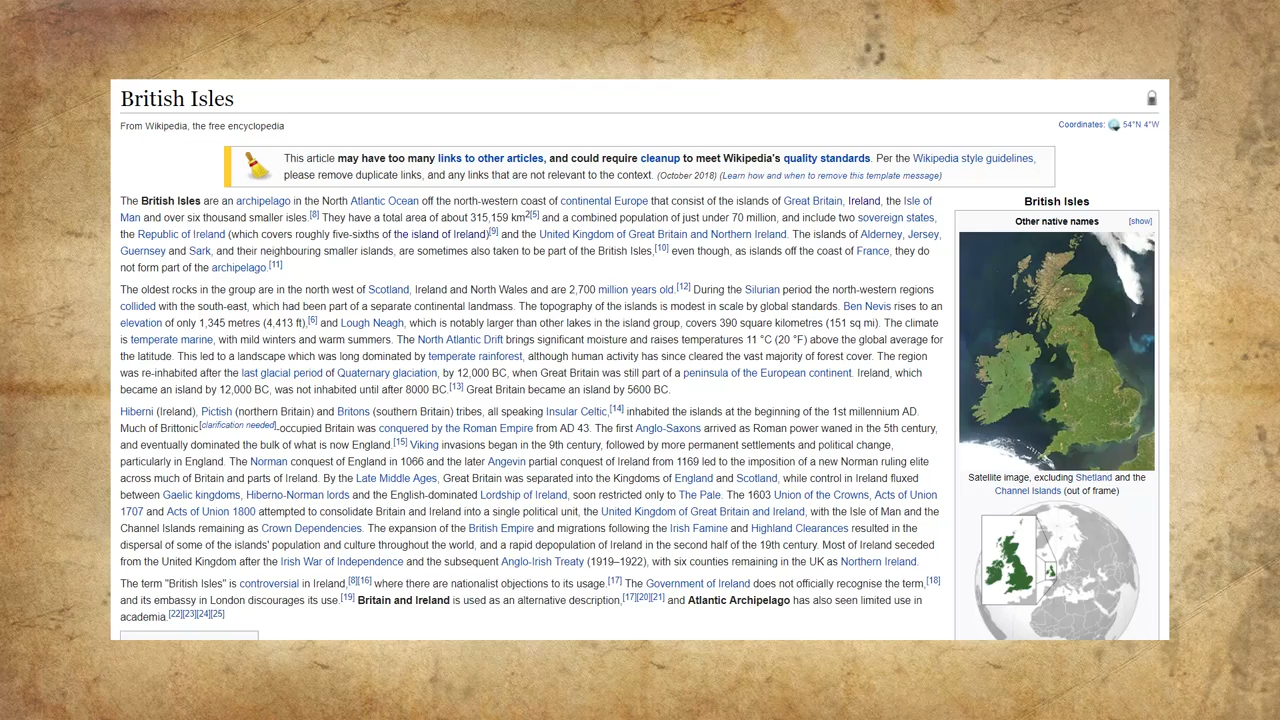 British Isles
From Wikipedia, the free encyclopedia
Coordinates: 54°N 4°W
This article may have too many links to other articles, and could require cleanup to meet Wikipedia's quality standards. Per the Wikipedia style guidelines,
please remove duplicate links, and any links that are not relevant to the context. (October 2018) (Learn how and when to remove this template message)
The British Isles are an archipelago in the North Atlantic Ocean off the north-western coast of continental Europe that consist of the islands of Great Britain, Ireland, the Isle of
Man and over six thousand smaller isles.[8] They have a total area of about 315,159 km2[5] and a combined population of just under 70 million, and include two sovereign states,
the Republic of Ireland (which covers roughly five-sixths of the island of Ireland)[9] and the United Kingdom of Great Britain and Northern Ireland. The islands of Alderney, Jersey,
Guernsey and Sark, and their neighbouring smaller islands, are sometimes also taken to be part of the British Isles,[10] even though, as islands off the coast of France, they do
not form part of the archipelago.[11]
The oldest rocks in the group are in the north west of Scotland, Ireland and North Wales and are 2,700 million years old.[12] During the Silurian period the north-western regions
collided with the south-east, which had been part of a separate continental landmass. The topography of the islands is modest in scale by global standards. Ben Nevis rises to an
elevation of only 1,345 metres (4,413 ft),[6] and Lough Neagh, which is notably larger than other lakes in the island group, covers 390 square kilometres (151 sq mi). The climate
is temperate marine, with mild winters and warm summers. The North Atlantic Drift brings significant moisture and raises temperatures 11 °C (20 °F) above the global average for
the latitude. This led to a landscape which was long dominated by temperate rainforest, although human activity has since cleared the vast majority of forest cover. The region
was re-inhabited after the last glacial period of Quaternary glaciation, by 12,000 BC, when Great Britain was still part of a peninsula of the European continent. Ireland, which
became an island by 12,000 BC, was not inhabited until after 8000 BC.[13] Great Britain became an island by 5600 BC.
Hiberni (Ireland), Pictish (northern Britain) and Britons (southern Britain) tribes, all speaking Insular Celtic,[14] inhabited the islands at the beginning of the 1st millennium AD.
Much of Brittonic[clarification needed]-occupied Britain was conquered by the Roman Empire from AD 43. The first Anglo-Saxons arrived as Roman power waned in the 5th century,
and eventually dominated the bulk of what is now England.[15] Viking invasions began in the 9th century, followed by more permanent settlements and political change,
particularly in England. The Norman conquest of England in 1066 and the later Angevin partial conquest of Ireland from 1169 led to the imposition of a new Norman ruling elite
across much of Britain and parts of Ireland. By the Late Middle Ages, Great Britain was separated into the Kingdoms of England and Scotland, while control in Ireland fluxed
between Gaelic kingdoms, Hiberno-Norman lords and the English-dominated Lordship of Ireland, soon restricted only to The Pale. The 1603 Union of the Crowns, Acts of Union
1707 and Acts of Union 1800 attempted to consolidate Britain and Ireland into a single political unit, the United Kingdom of Great Britain and Ireland, with the Isle of Man and the
Channel Islands remaining as Crown Dependencies. The expansion of the British Empire and migrations following the Irish Famine and Highland Clearances resulted in the
dispersal of some of the islands' population and culture throughout the world, and a rapid depopulation of Ireland in the second half of the 19th century. Most of Ireland seceded
from the United Kingdom after the Irish War of Independence and the subsequent Anglo-Irish Treaty (1919–1922), with six counties remaining in the UK as Northern Ireland.
The term "British Isles" is controversial in Ireland,[8][16] where there are nationalist objections to its usage.[17] The Government of Ireland does not officially recognise the term,[18]
and its embassy in London discourages its use.[19] Britain and Ireland is used as an alternative description,[17][20][21] and Atlantic Archipelago has also seen limited use in
academia.[22][23][24][25]
British Isles
Other native names [show]
Satellite image, excluding Shetland and the
Channel Islands (out of frame)